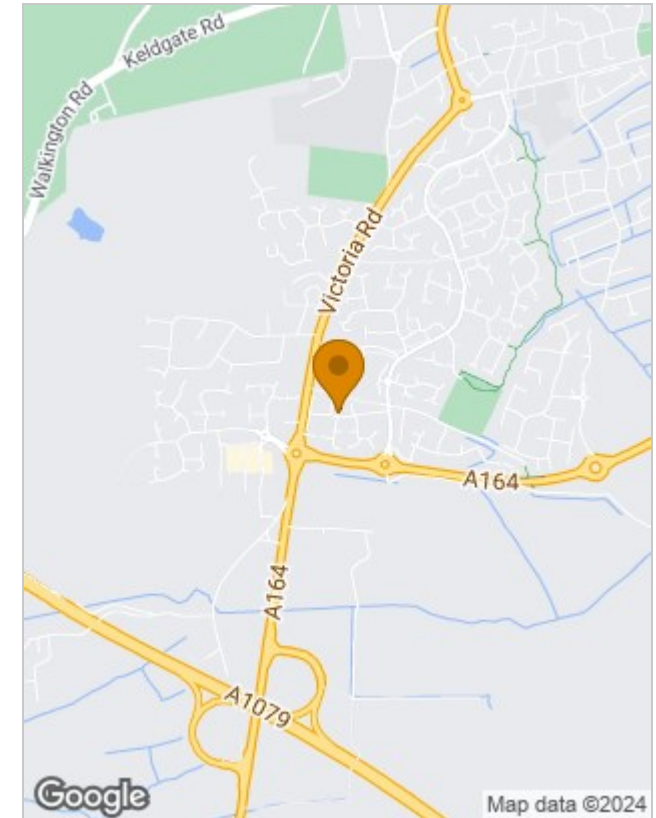 Keldgate Rd
Walkington Rd
Victoria Rd
A164
A164
A1079
Google
Map data ©2024